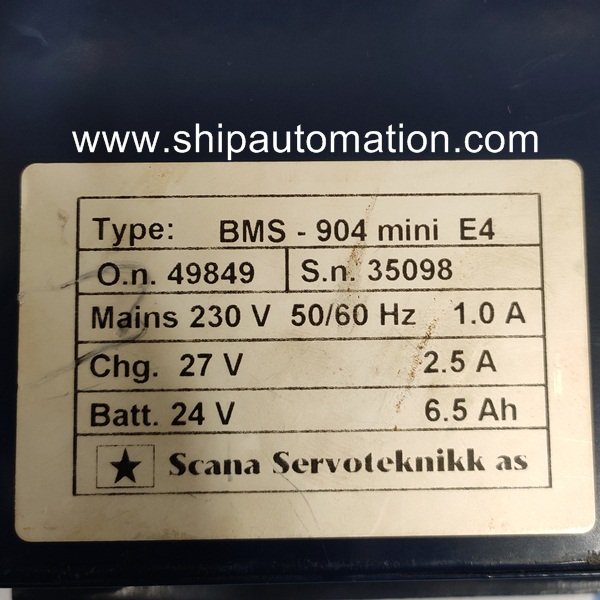 www.shipautomation.com
Type: BMS - 904 mini E4
O.n. 49849 S.n. 35098
Mains 230 V 50/60 Hz 1.0 A
Chg. 27 V 2.5 A
Batt. 24 V 6.5 Ah
Scana Servoteknikk as